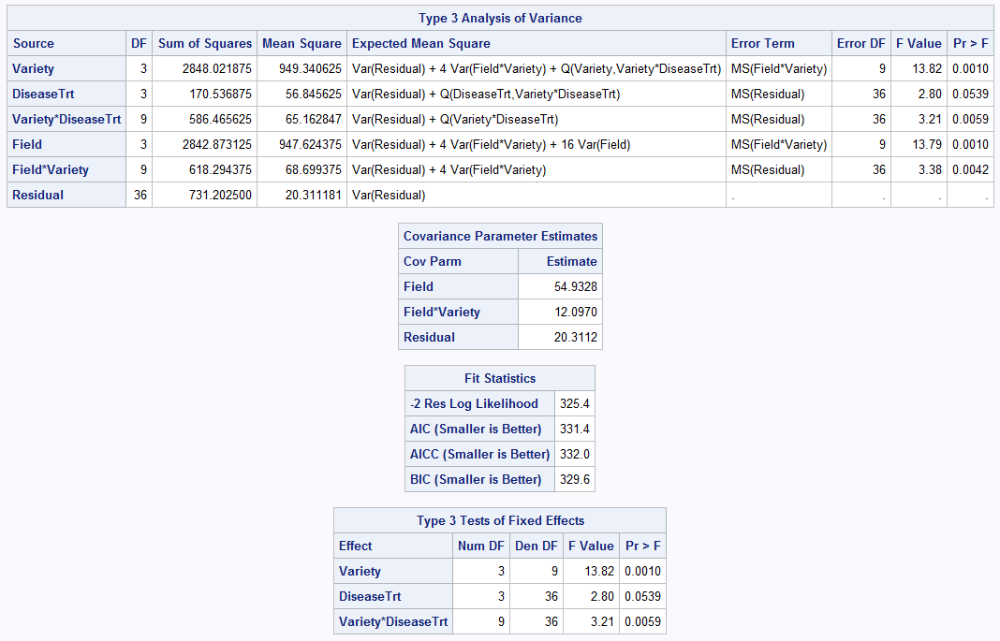 Type 3 Analysis of Variance
Source DF Sum of Squares Mean Square Expected Mean Square Error Term Error DF F Value Pr > F
Variety 3 2848.021875 949.340625 Var(Residual) + 4 Var(Field*Variety) + Q(Variety,Variety*DiseaseTrt) MS(Field*Variety) 9 13.82 0.0010
DiseaseTrt 3 170.536875 56.845625 Var(Residual) + Q(DiseaseTrt,Variety*DiseaseTrt) MS(Residual) 36 2.80 0.0539
Variety*DiseaseTrt 9 586.465625 65.162847 Var(Residual) + Q(Variety*DiseaseTrt) MS(Residual) 36 3.21 0.0059
Field 3 2842.873125 947.624375 Var(Residual) + 4 Var(Field*Variety) + 16 Var(Field) MS(Field*Variety) 9 13.79 0.0010
Field*Variety 9 618.294375 68.699375 Var(Residual) + 4 Var(Field*Variety) MS(Residual) 36 3.38 0.0042
Residual 36 731.202500 20.311181 Var(Residual) . . . .
Covariance Parameter Estimates
Cov Parm Estimate
Field 54.9328
Field*Variety 12.0970
Residual 20.3112
Fit Statistics
-2 Res Log Likelihood 325.4
AIC (Smaller is Better) 331.4
AICC (Smaller is Better) 332.0
BIC (Smaller is Better) 329.6
Type 3 Tests of Fixed Effects
Effect Num DF Den DF F Value Pr > F
Variety 3 9 13.82 0.0010
DiseaseTrt 3 36 2.80 0.0539
Variety*DiseaseTrt 9 36 3.21 0.0059